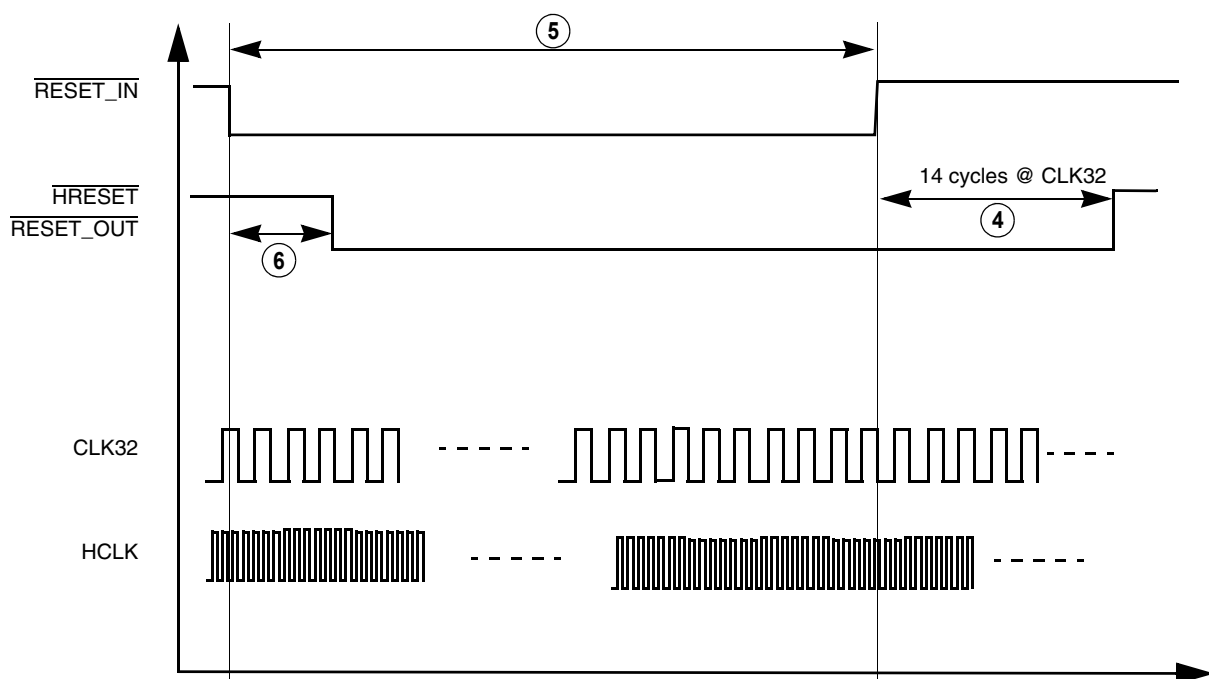 5
RESET_IN
HRESET
14 cycles @ CLK32
RESET_OUT
4
6
CLK32
HCLK